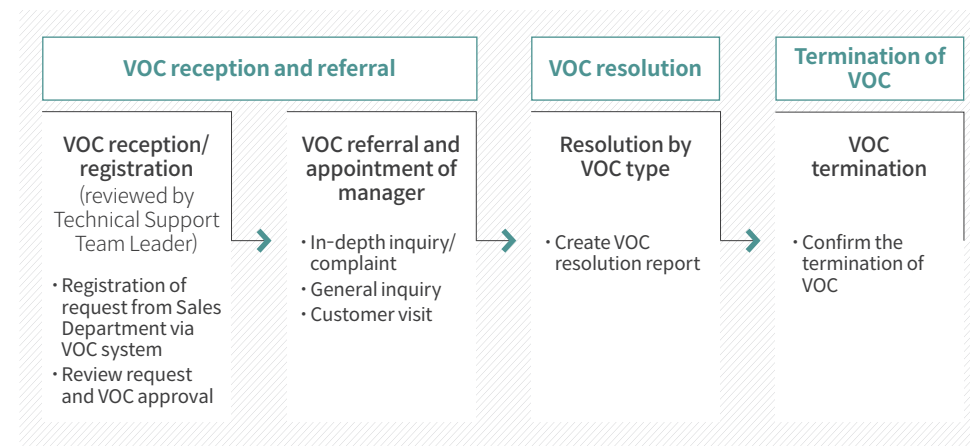 VOC reception and referral
VOC resolution
Termination of
VOC
VOC reception/
registration
(reviewed by
Technical Support
Team Leader)
· Registration of
request from Sales
Department via
VOC system
· Review request
and VOC approval
VOC referral and
appointment of
manager
· In-depth inquiry/
complaint
· General inquiry
· Customer visit
Resolution by
VOC type
· Create VOC
resolution report
VOC
termination
· Confirm the
termination of
VOC